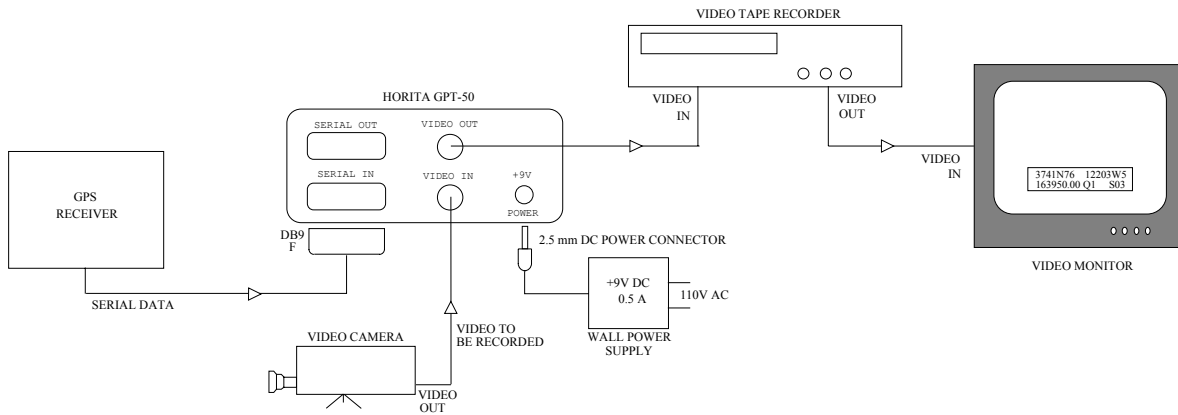 VIDEO TAPE RECORDER
VIDEO
IN
VIDEO
OUT
HORITA GPT-50
SERIAL OUT
VIDEO OUT
SERIAL IN
VIDEO IN
+9V
POWER
GPS
RECEIVER
DB9
F
SERIAL DATA
2.5 mm DC POWER CONNECTOR
+9V DC
0.5 A
110V AC
WALL POWER
SUPPLY
VIDEO CAMERA
VIDEO TO
BE RECORDED
VIDEO
OUT
VIDEO
IN
3741N76 12203W5
163950.00 Q1 S03
VIDEO MONITOR